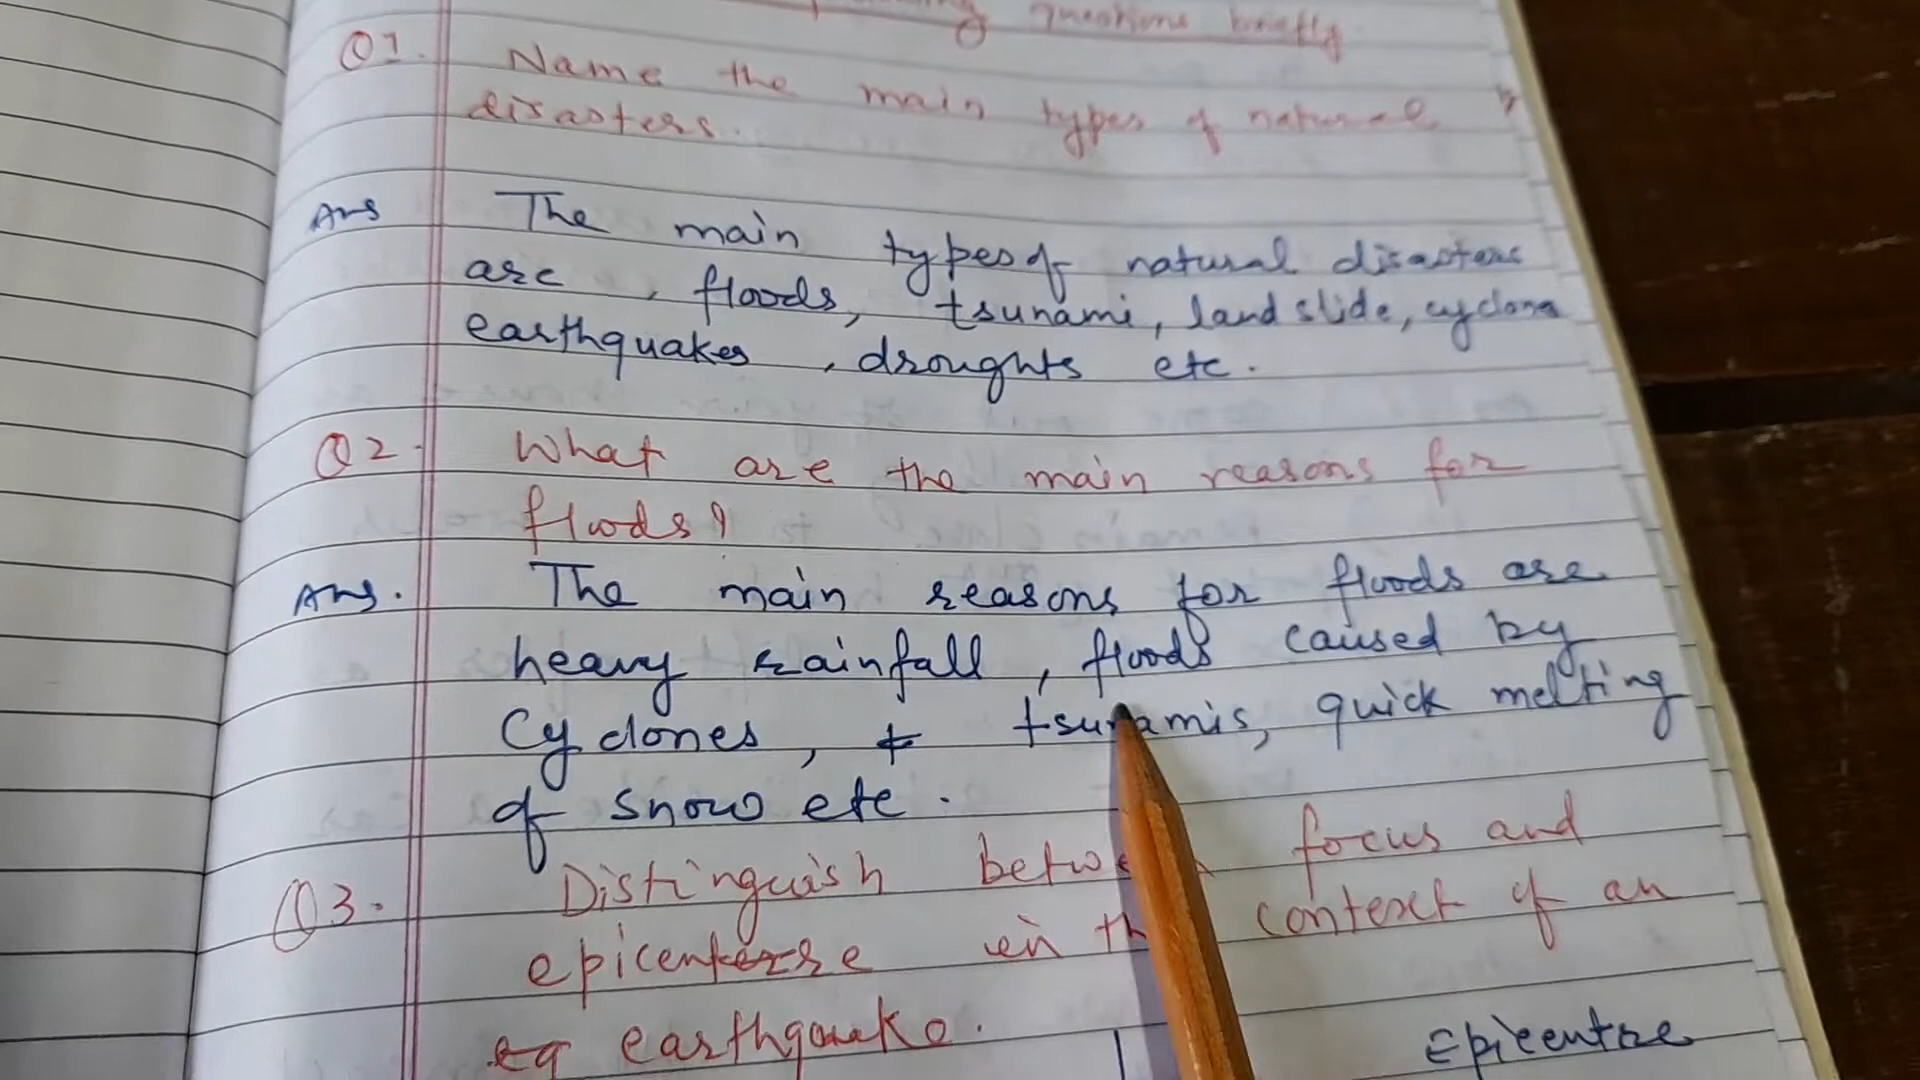 questions briefly.
Q1. Name the main types of natural
disasters.
Ans The main types of natural disasters
are , floods, tsunami, land slide, cyclone
earthquakes , droughts etc.
Q2. What are the main reasons for
floods?
Ans. The main reasons for floods are
heavy rainfall , floods caused by
Cyclones, t tsunamis, quick melting
of snow etc .
Q3. Distinguish between focus and
in the context of an
earthquake.
Epicentre